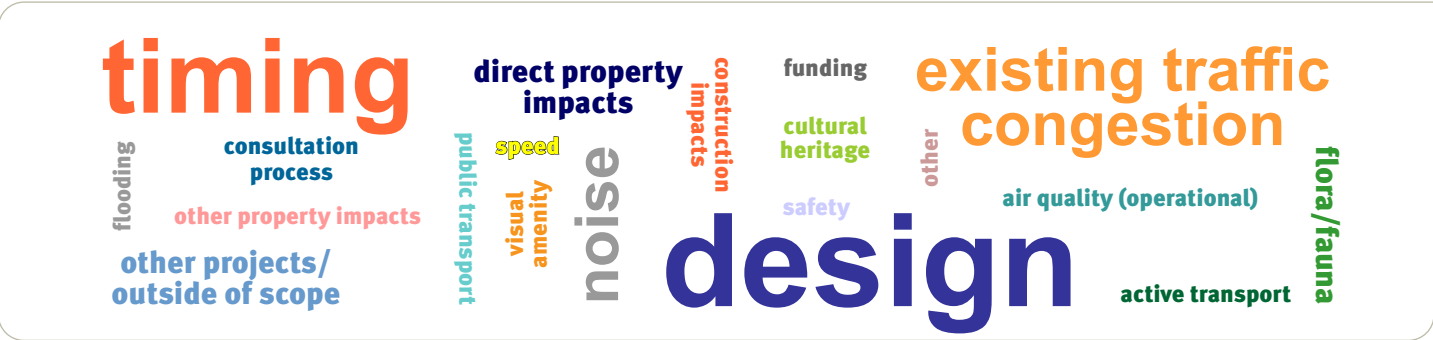 timing
direct property
impacts
construction
impacts
funding
existing traffic
congestion
flooding
consultation
process
public transport
speed
noise
cultural
heritage
other
flora/fauna
other property impacts
visual
amenity
safety
air quality (operational)
other projects/
outside of scope
design
active transport